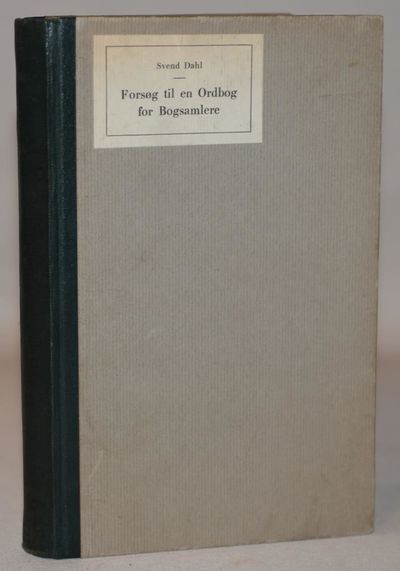 Svend Dahl
Forsøg til en Ordbog
for Bogsamlere